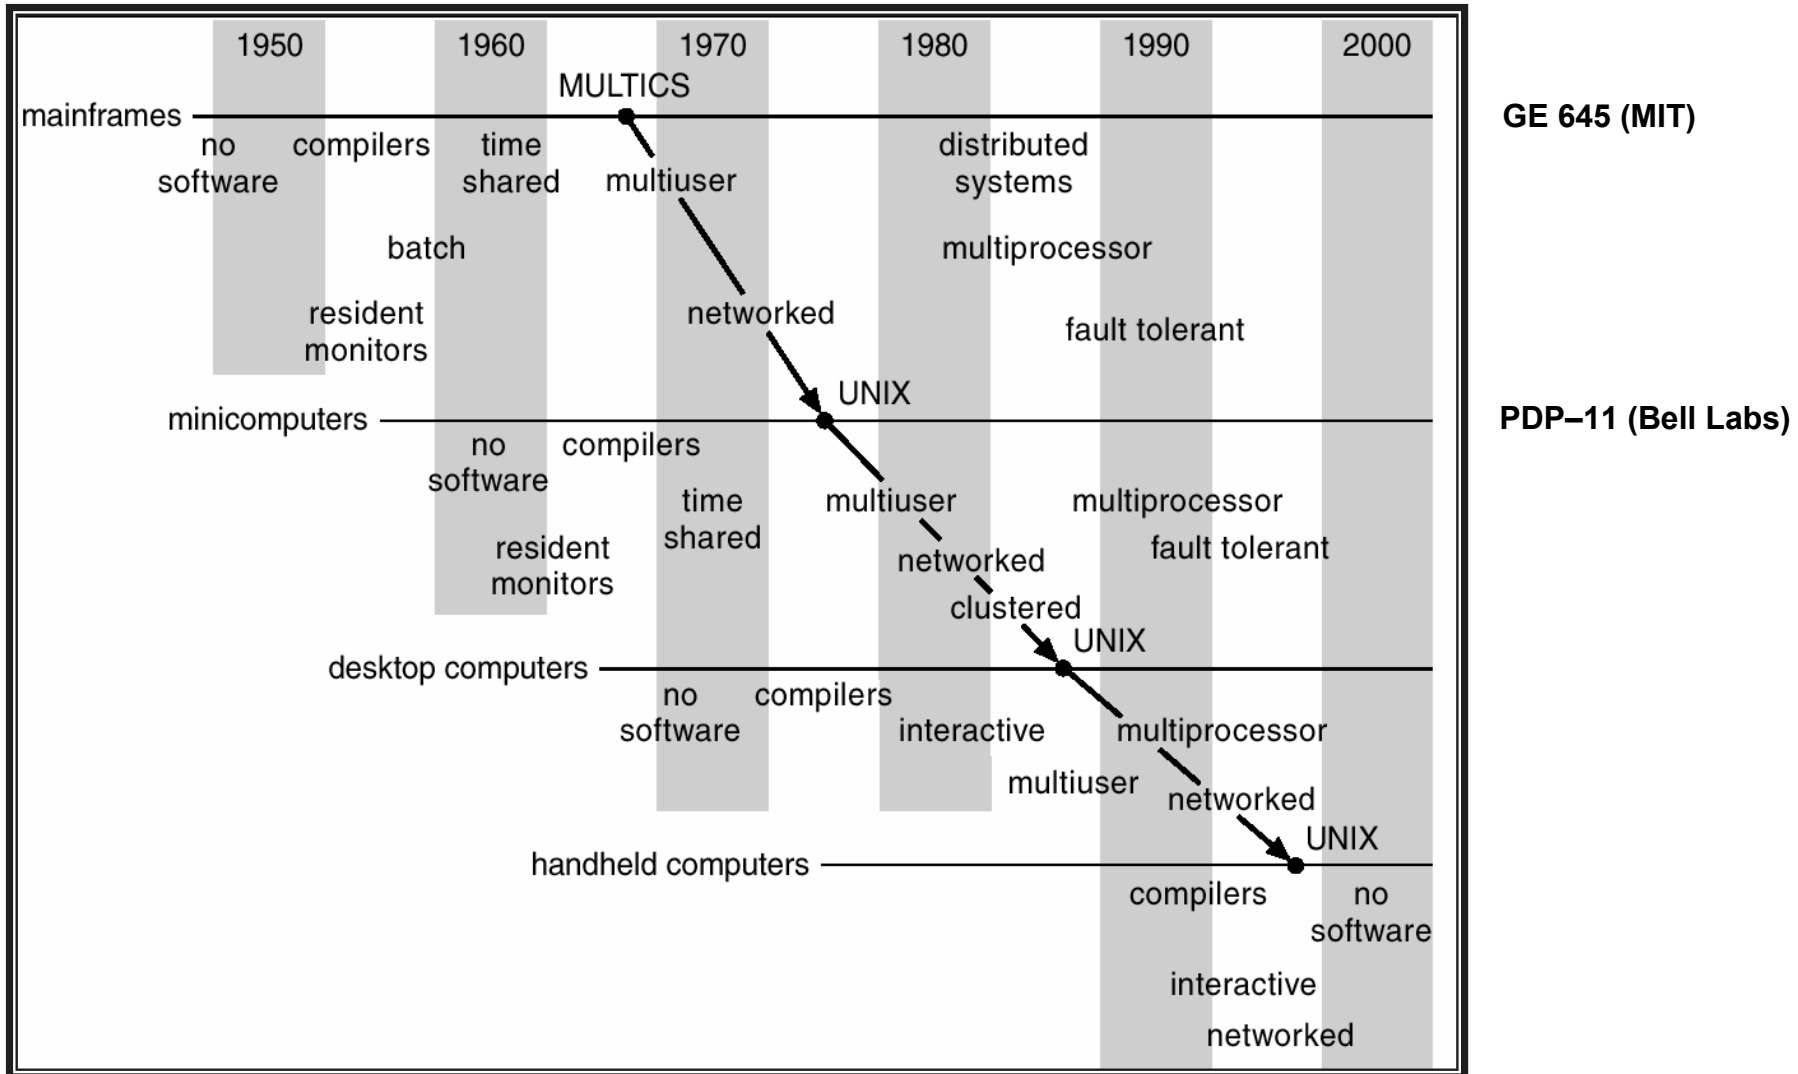 1950 1960 1970 1980 1990 2000
MULTICS
mainframes
GE 645 (MIT)
no compilers time distributed
software shared multiuser systems
batch multiprocessor
resident networked
monitors fault tolerant
UNIX
minicomputers
PDP–11 (Bell Labs)
no compilers
software
time multiuser multiprocessor
shared
resident fault tolerant
monitors networked
clustered
UNIX
desktop computers
no compilers
software interactive multiprocessor
multiuser
networked
UNIX
handheld computers
compilers no
software
interactive
networked